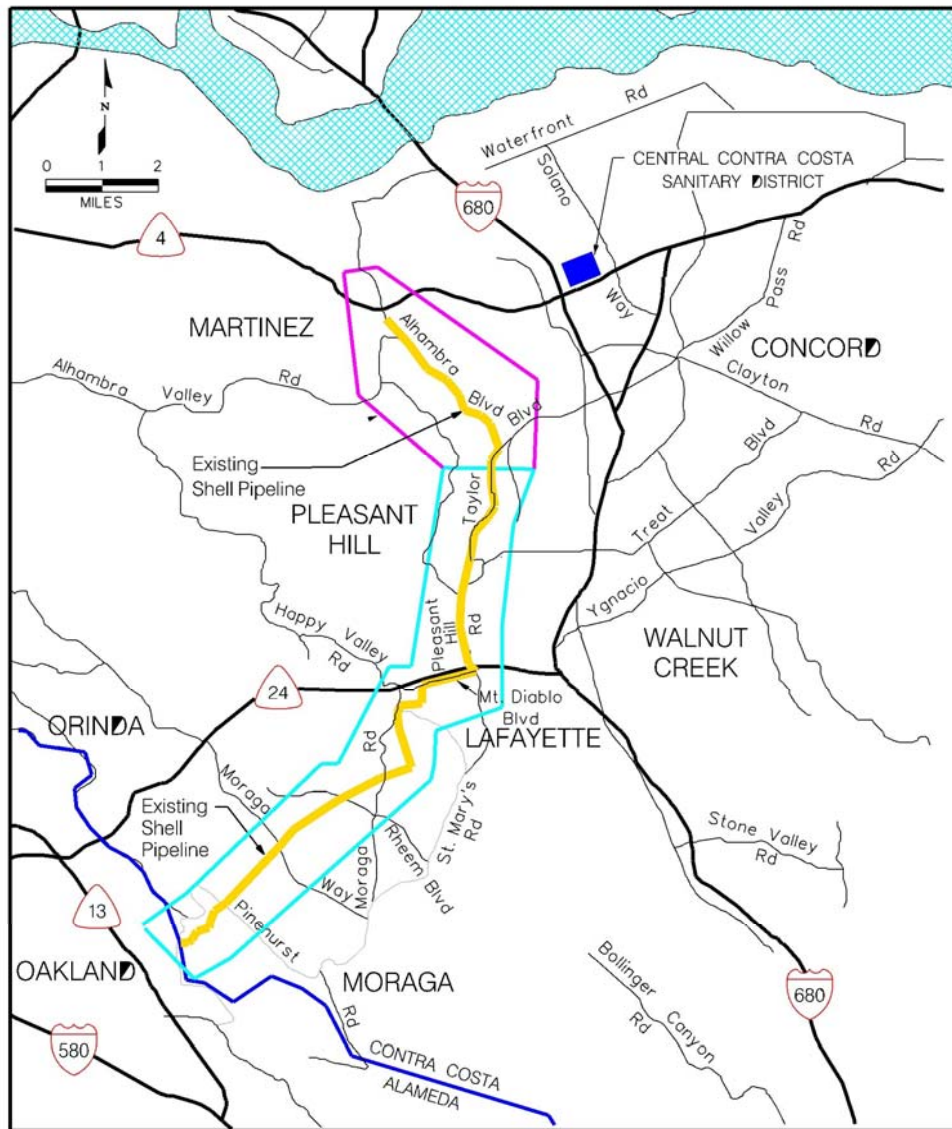 Waterfront Rd
Solano Way
CENTRAL CONTRA COSTA
SANITARY DISTRICT
N
0 1 2
MILES
680
4
MARTINEZ
Alhambra Blvd
Willow Pass Rd
CONCORD
Alhambra Valley Rd
Blvd
Clayton Rd
Existing
Shell Pipeline
Taylor
Treat Blvd
Ygnacio Valley Rd
PLEASANT
HILL
Happy Valley Rd
Pleasant Hill Rd
WALNUT
CREEK
24
Mt. Diablo
Blvd
ORINDA
LAFAYETTE
Moraga Way
Moraga Rd
Existing
Shell
Pipeline
Rheem Blvd
St. Mary's Rd
Stone Valley
Rd
13
Pinehurst Rd
OAKLAND
MORAGA
Bollinger Canyon Rd
680
580
CONTRA COSTA
ALAMEDA